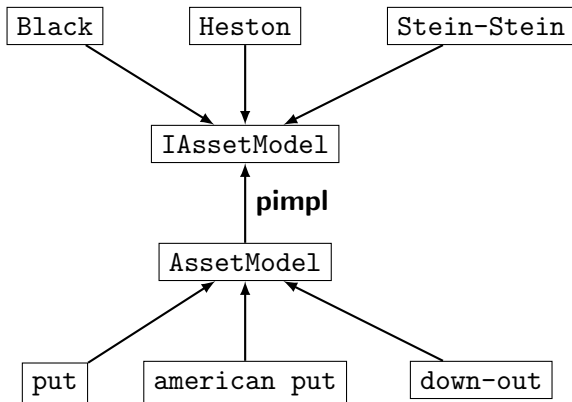 Black
Heston
Stein-Stein
IAssetModel
pimpl
AssetModel
put
american put
down-out